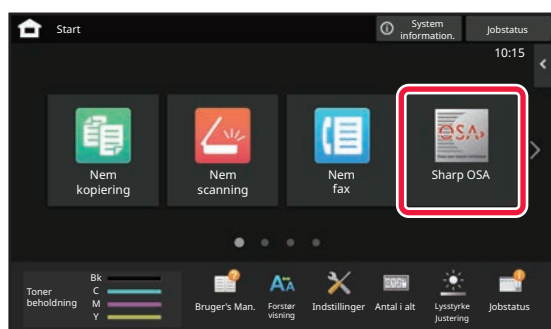 Start
System
information.
Jobstatus
10:15
OSA
Nem
kopiering
Nem
scanning
Nem
fax
Sharp OSA
Toner
beholdning
Bk
C
M
Y
Bruger's Man.
Forstør
visning
Indstillinger
Antal i alt
Lysstyrke
Justering
Jobstatus